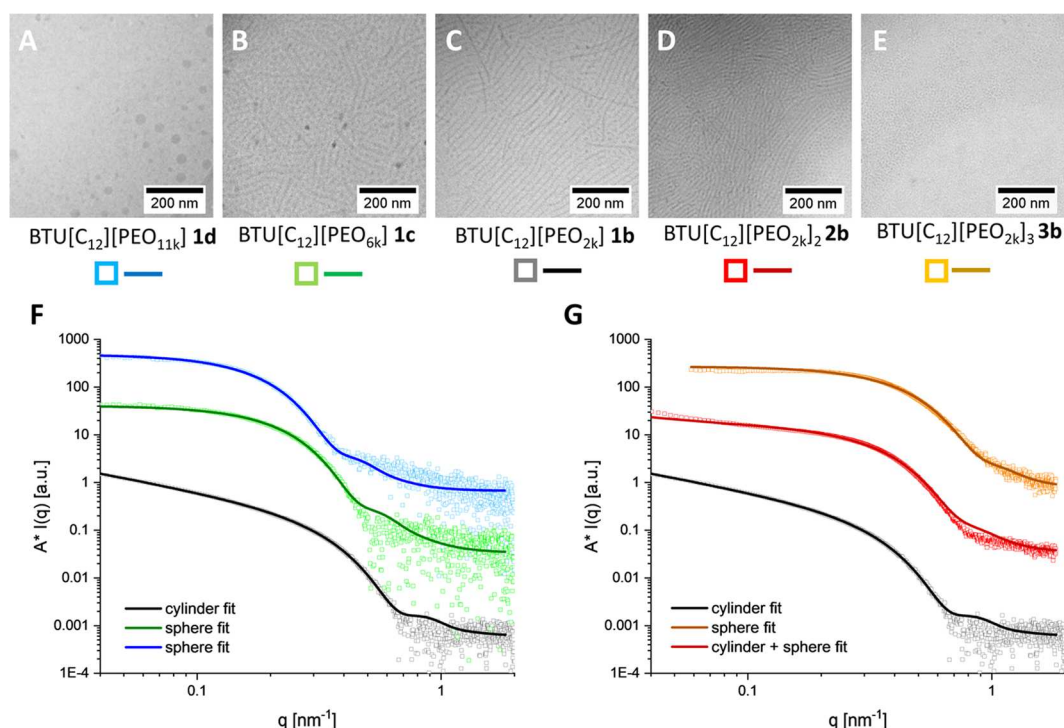 A B C D E
200 nm 200 nm 200 nm 200 nm 200 nm
BTU[C₁₂][PEO₁₁ₖ] 1d BTU[C₁₂][PEO₆ₖ] 1c BTU[C₁₂][PEO₂ₖ] 1b BTU[C₁₂][PEO₂ₖ]₂ 2b BTU[C₁₂][PEO₂ₖ]₃ 3b
F
A* I(q) [a.u.]
1000
100
10
1
0.1
0.01
0.001
1E-4
cylinder fit
sphere fit
sphere fit
0.1 1
q [nm⁻¹]
G
A* I(q) [a.u.]
1000
100
10
1
0.1
0.01
0.001
1E-4
cylinder fit
sphere fit
cylinder + sphere fit
0.1 1
q [nm⁻¹]